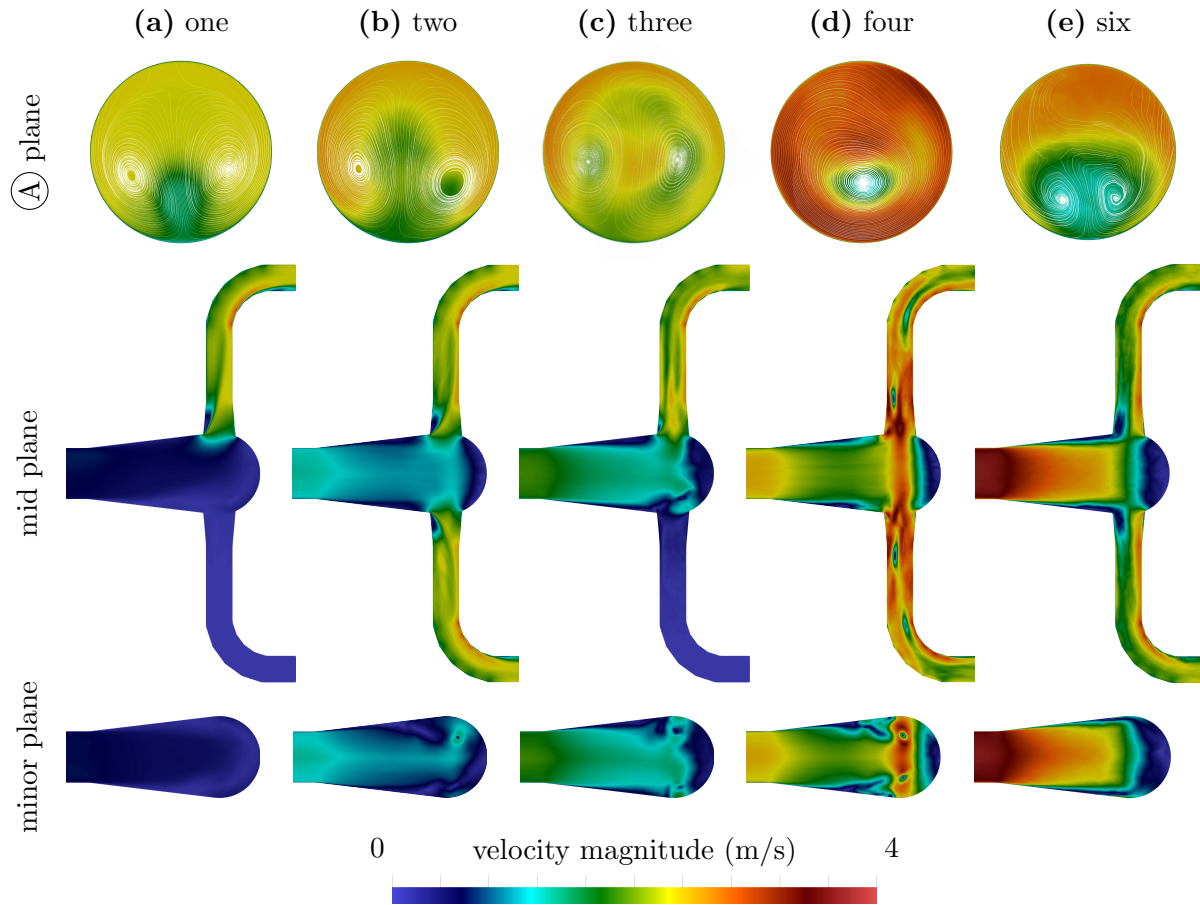 (a) one
(b) two
(c) three
(d) four
(e) six
A plane
mid plane
minor plane
0 velocity magnitude (m/s) 4